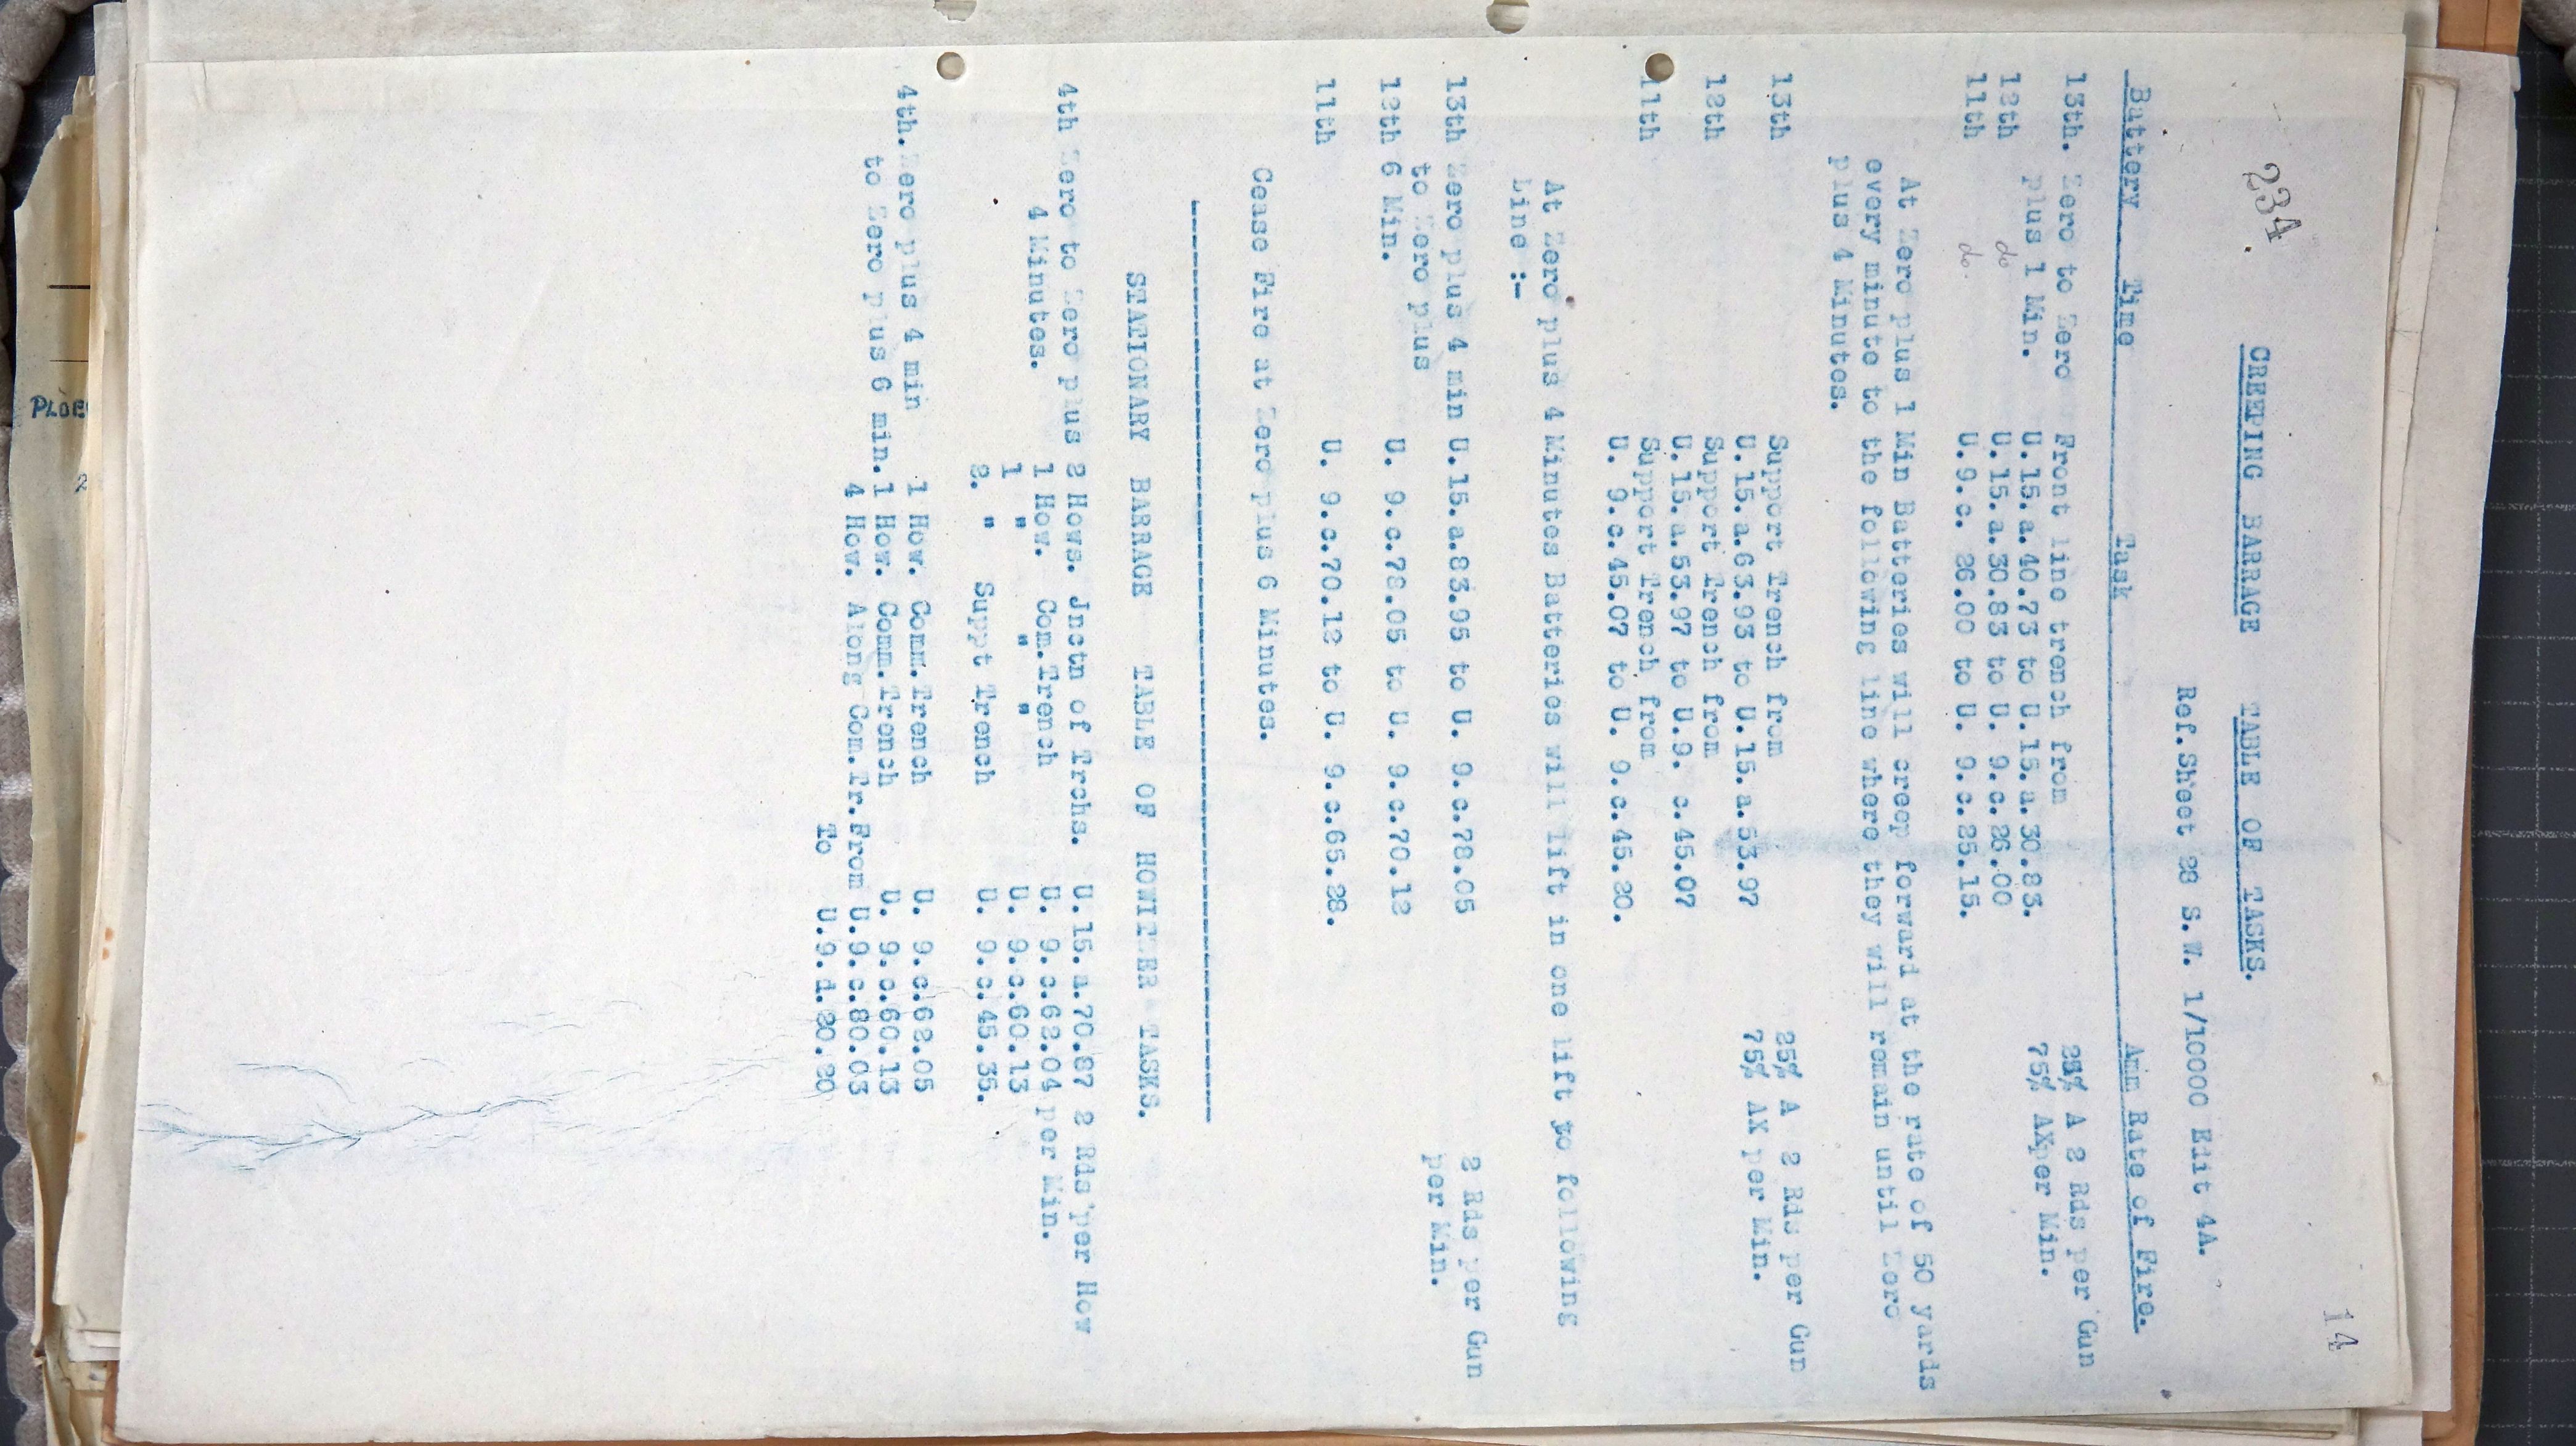 14
234
CREEPING BARRAGE TABLE OF TASKS.
Ref. Sheet 28 S.W. 1/10000 Edit 4A.
Battery Time Task Amm Rate of Fire.
13th. Zero to Zero Front line trench from 25% A 2 Rds per Gun
plus 1 Min. U.15.a.40.73 to U.15.a.30.83. 75% AX per Min.
12th do U.15.a.30.83 to U. 9.c.26.00
11th do. U.9.c. 26.00 to U. 9.c.25.15.
At Zero plus 1 Min Batteries will creep forward at the rate of 50 yards
every minute to the following line where they will remain until Zero
plus 4 Minutes.
13th Support Trench from 25% A 2 Rds per Gun
U.15.a.63.93 to U.15.a.53.97 75% AX per Min.
12th Support Trench from
U.15.a.53.97 to U.9. c.45.07
11th Support Trench from
U. 9.c.45.07 to U. 9.c.45.20.
At Zero plus 4 Minutes Batteries will lift in one lift to following
Line :-
13th Zero plus 4 min U.15.a.83.95 to U. 9.c.78.05 2 Rds per Gun
to Zero plus per Min.
12th 6 Min. U. 9.c.78.05 to U. 9.c.70.12
11th U. 9.c.70.12 to U. 9.c.65.28.
Cease Fire at Zero plus 6 Minutes.
STATIONARY BARRAGE TABLE OF HOWITZER TASKS.
4th Zero to Zero plus 2 Hows. Jnctn of Trchs. U.15.a.70.87 2 Rds per How
4 Minutes. 1 How. Com.Trench U. 9.c.62.04 per Min.
1 " " " U. 9.c.60.13
2. " Suppt Trench U. 9.c.45.35.
4th. Zero plus 4 min 1 How. Comm.Trench U. 9.c.62.05
to Zero plus 6 min. 1 How. Comm.Trench U. 9.c.60.13
4 How. Along Com.Tr. From U.9.c.80.03
To U.9.d.20.20